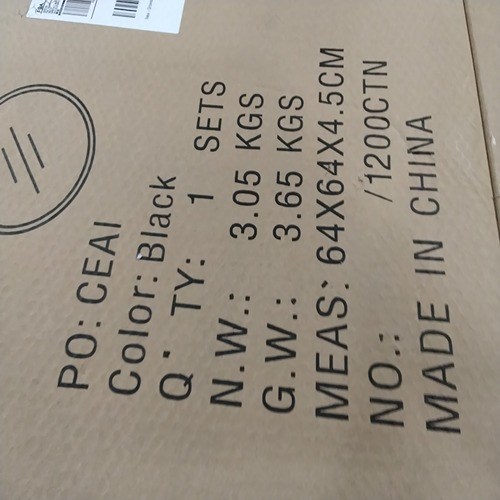 PO: CEAI
Color: Black
Q' TY: 1 SETS
N.W.: 3.05 KGS
G.W.: 3.65 KGS
MEAS: 64X64X4.5CM
NO.: /1200CTN
MADE IN CHINA